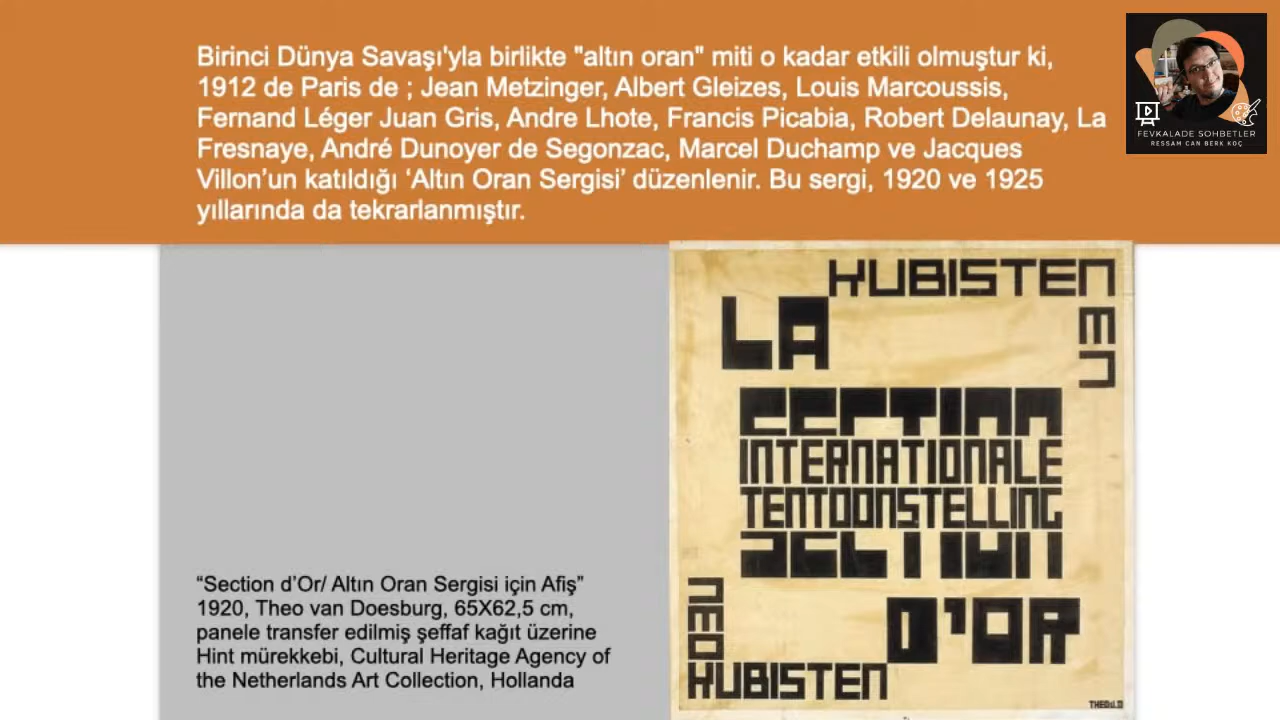 Birinci Dünya Savaşı'yla birlikte "altın oran" miti o kadar etkili olmuştur ki,
1912 de Paris de ; Jean Metzinger, Albert Gleizes, Louis Marcoussis,
Fernand Léger Juan Gris, Andre Lhote, Francis Picabia, Robert Delaunay, La
Fresnaye, André Dunoyer de Segonzac, Marcel Duchamp ve Jacques
Villon’un katıldığı ‘Altın Oran Sergisi’ düzenlenir. Bu sergi, 1920 ve 1925
yıllarında da tekrarlanmıştır.
FEVKALADE SOHBETLER
RESSAM CAN BERK KOÇ
KUBISTEN
EN
LA
SECTION
INTERNATIONALE
TENTOONSTELLING
D'OR
NEO
KUBISTEN
THEO V. D
“Section d’Or/ Altın Oran Sergisi için Afiş”
1920, Theo van Doesburg, 65X62,5 cm,
panele transfer edilmiş şeffaf kağıt üzerine
Hint mürekkebi, Cultural Heritage Agency of
the Netherlands Art Collection, Hollanda